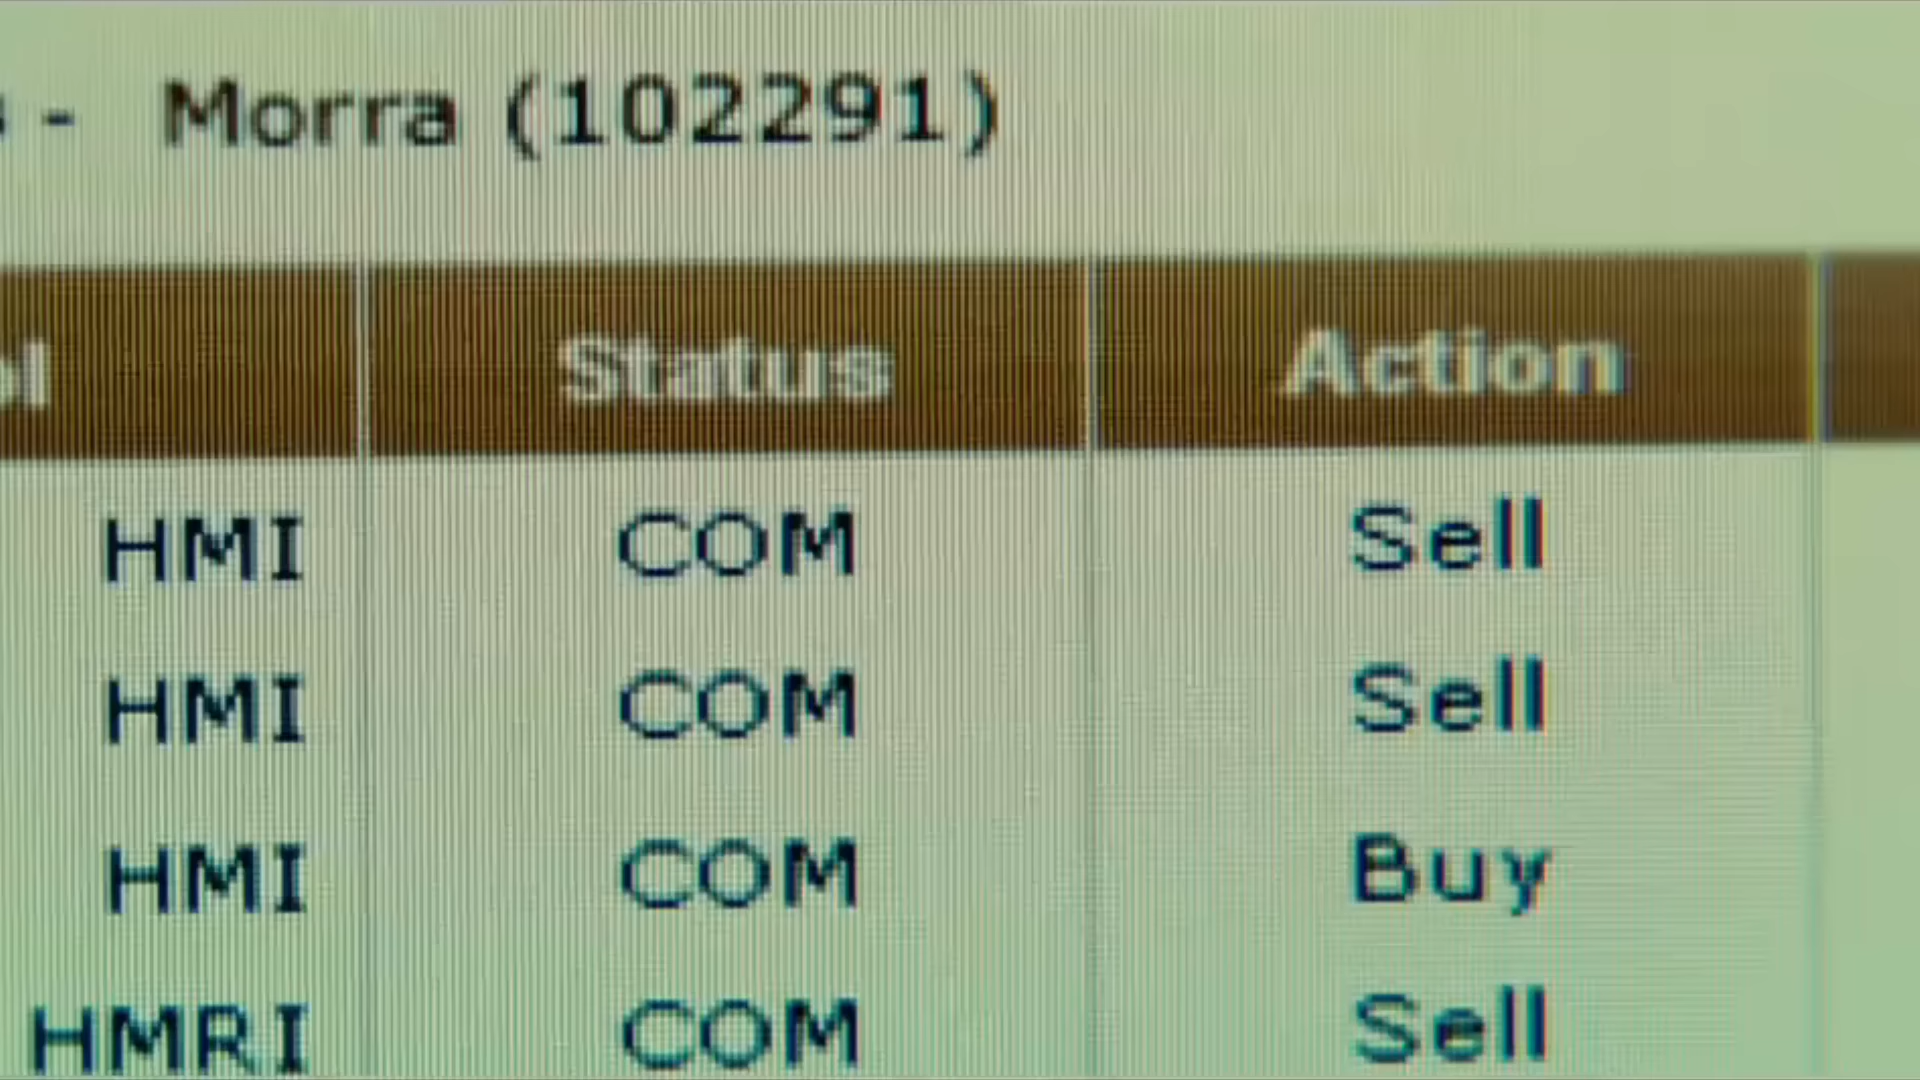 - Morra (102291)
Status Action
HMI COM Sell
HMI COM Sell
HMI COM Buy
HMRI COM Sell